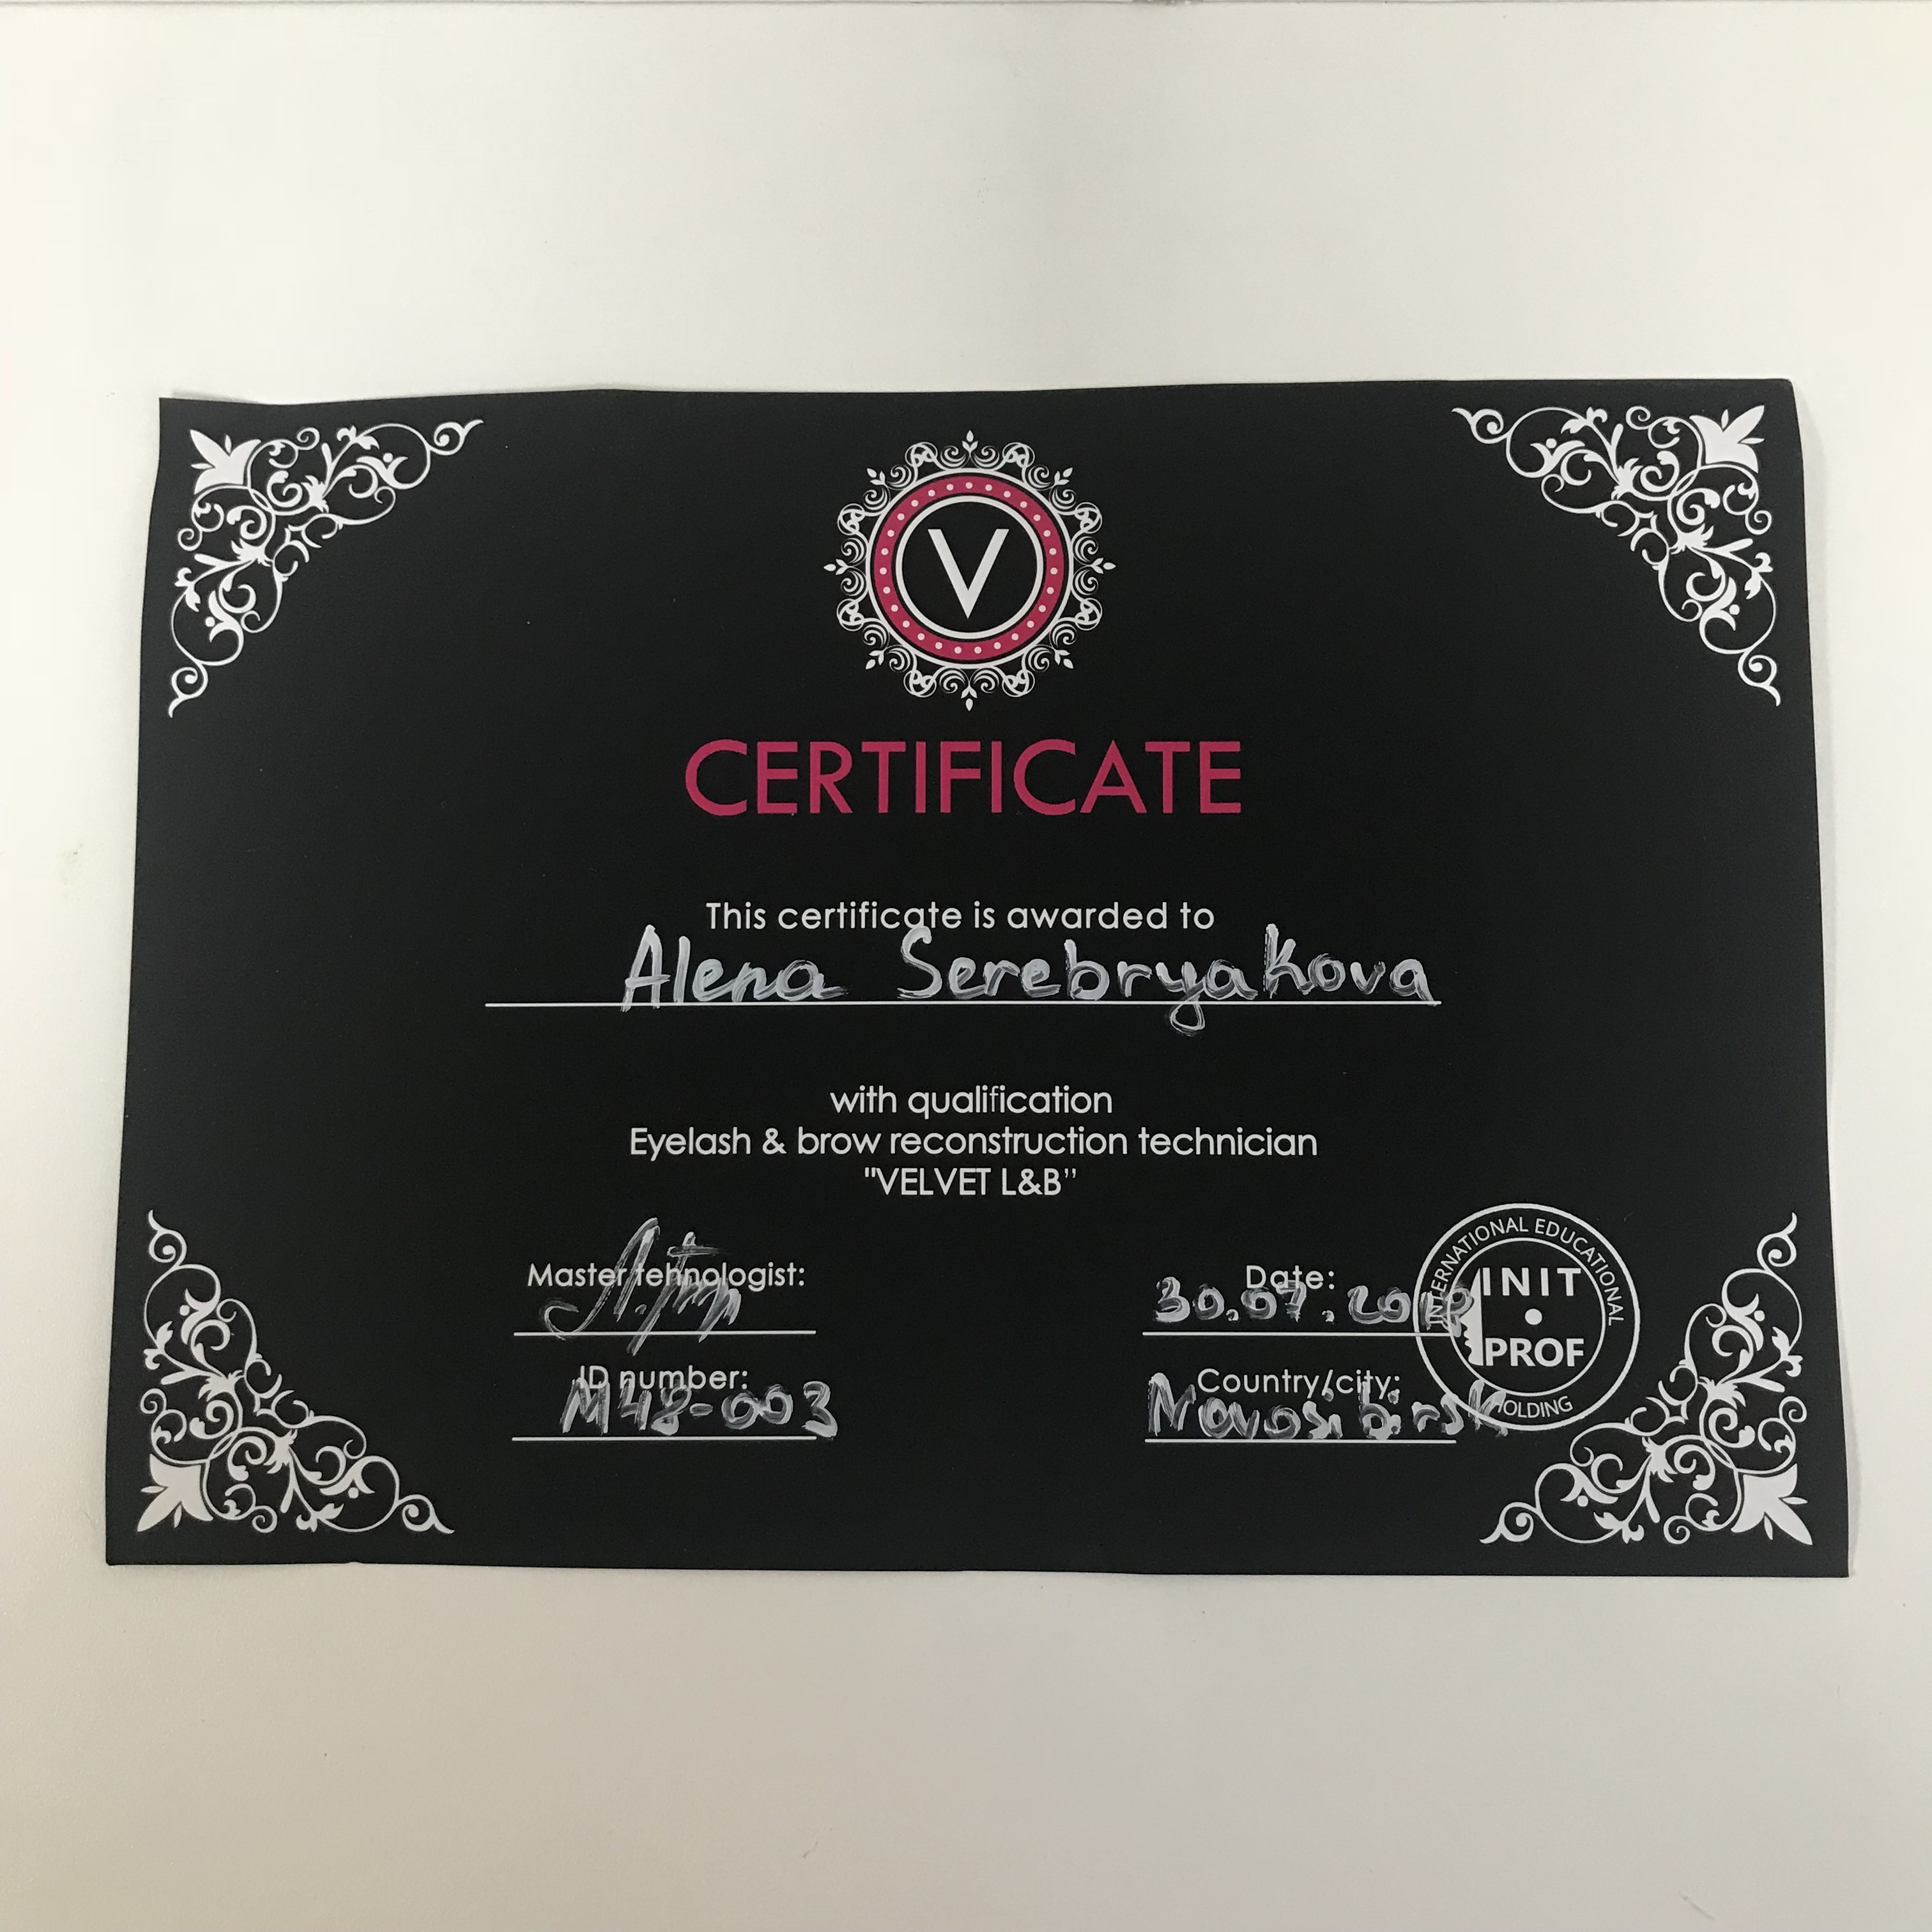 V
CERTIFICATE
This certificate is awarded to
Alena Serebryakova
with qualification
Eyelash & brow reconstruction technician
"VELVET L&B"
Master tehnologist:
Date:
ID number:
M48-003
Country/city:
Novosibirsk
INTERNATIONAL EDUCATIONAL
INIT
PROF
HOLDING